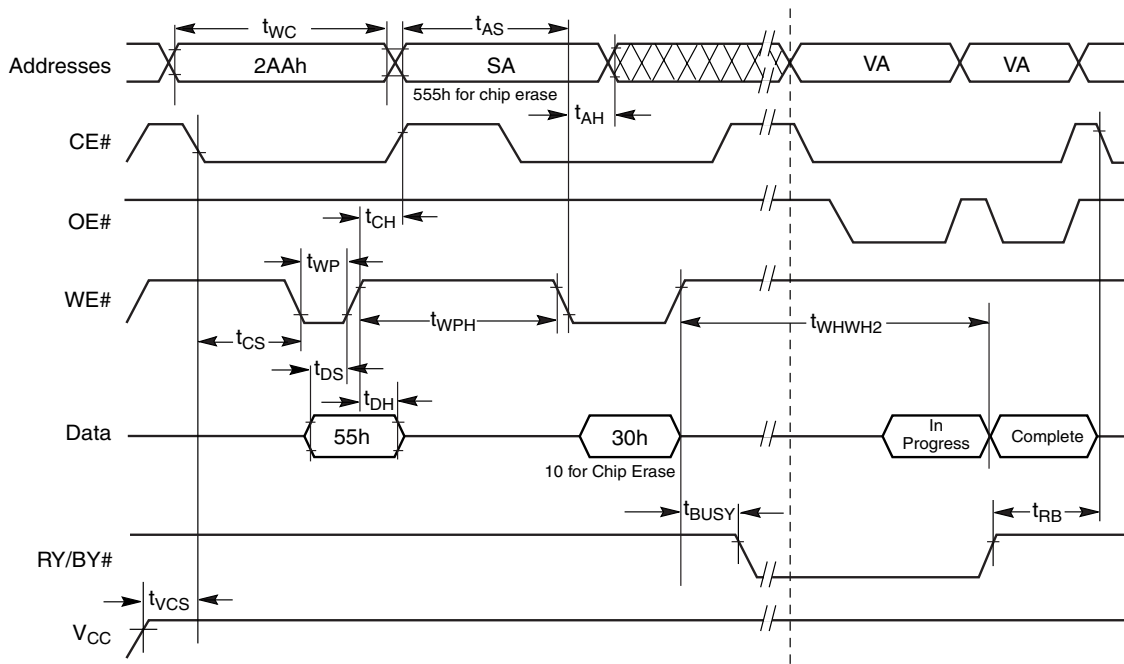 tWC
tAS
Addresses
2AAh
SA
VA
VA
555h for chip erase
tAH
CE#
OE#
tCH
tWP
WE#
tWPH
tWHWH2
tCS
tDS
tDH
Data
55h
30h
In
Progress
Complete
10 for Chip Erase
tBUSY
tRB
RY/BY#
tVCS
VCC